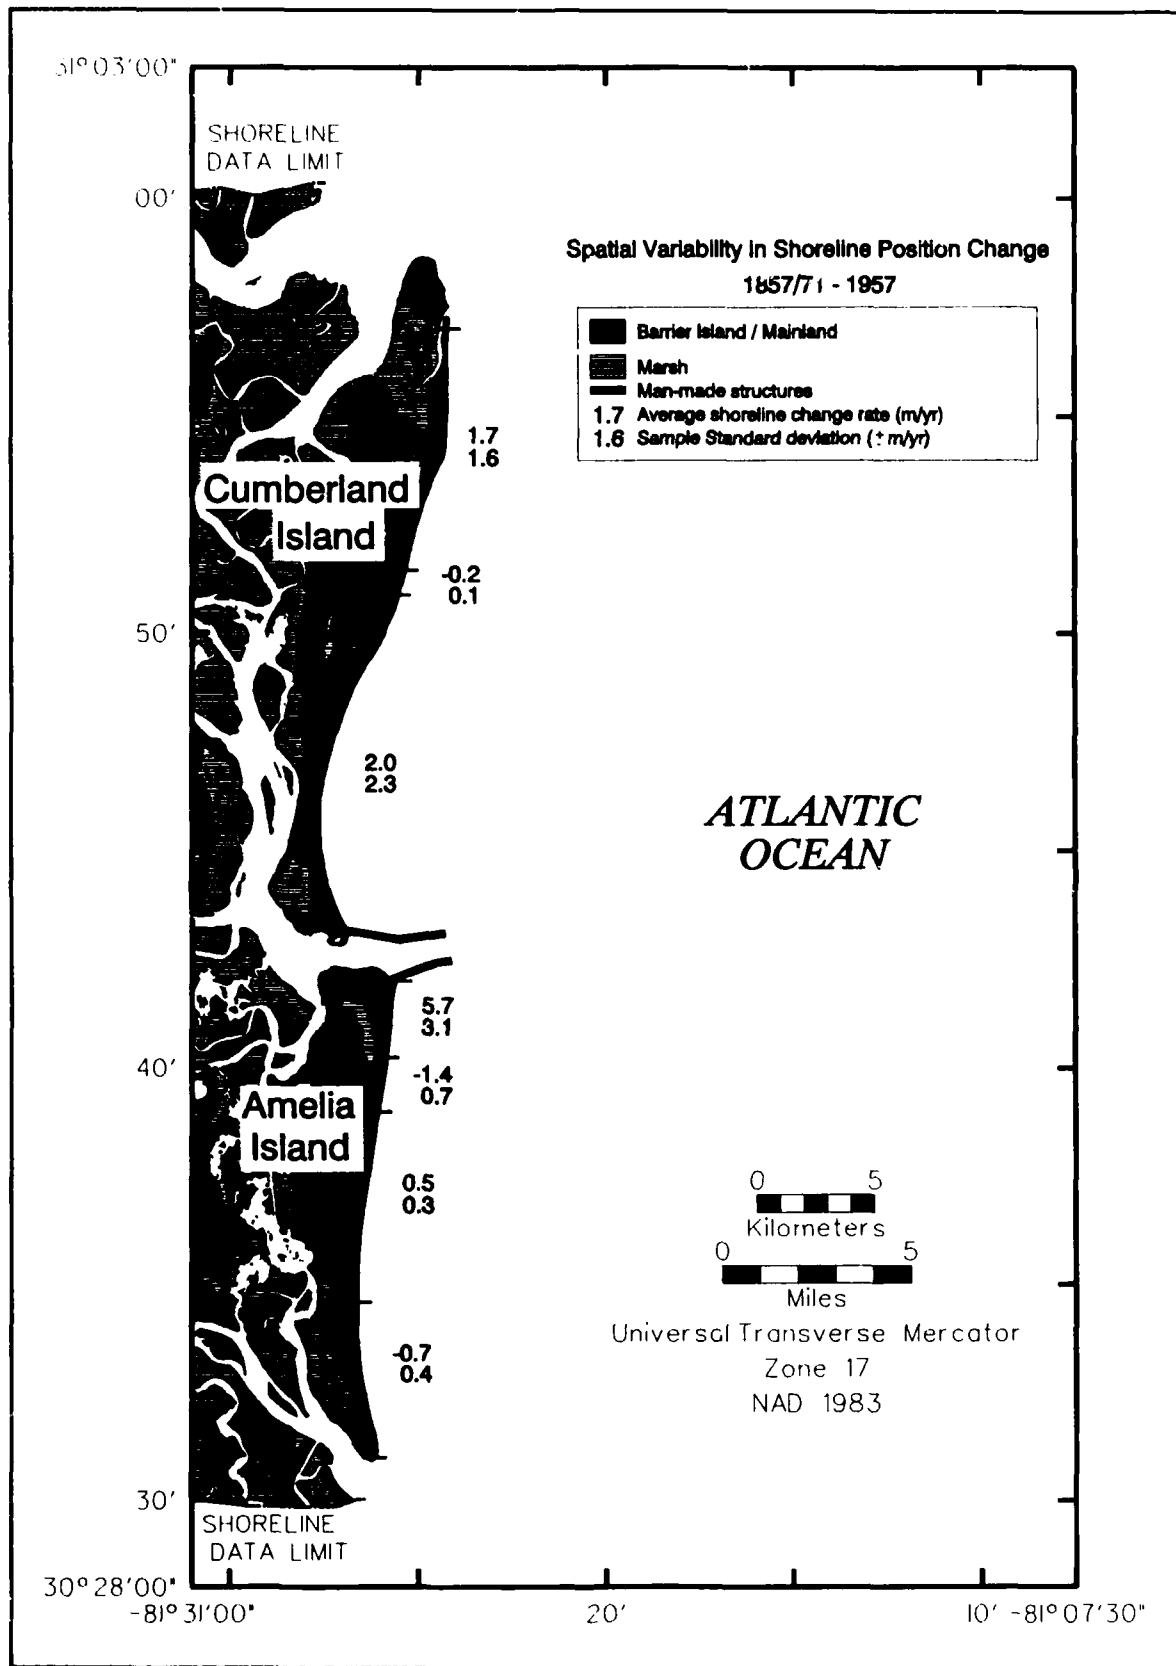 31°03'00"
SHORELINE
DATA LIMIT
00'
Spatial Variability in Shoreline Position Change
1857/71 - 1957
Barrier Island / Mainland
Marsh
Man-made structures
1.7 Average shoreline change rate (m/yr)
1.6 Sample Standard deviation (± m/yr)
1.7
1.6
Cumberland
Island
-0.2
0.1
50'
2.0
2.3
ATLANTIC
OCEAN
5.7
3.1
40'
-1.4
0.7
Amelia
Island
0.5
0.3
0 5
Kilometers
0 5
Miles
Universal Transverse Mercator
Zone 17
NAD 1983
-0.7
0.4
30'
SHORELINE
DATA LIMIT
30°28'00"
-81°31'00" 20' 10' -81°07'30"